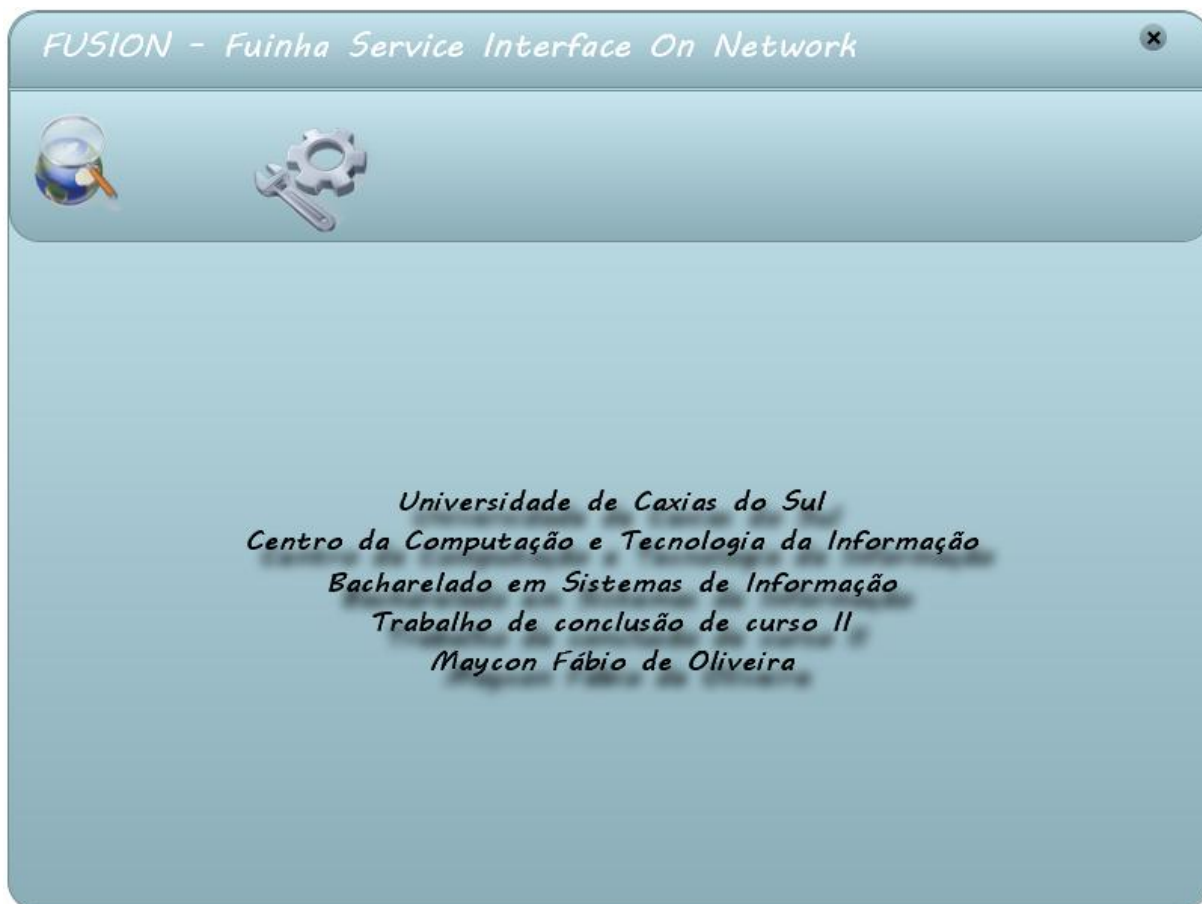 FUSION - Fuinha Service Interface On Network
Universidade de Caxias do Sul
Centro da Computação e Tecnologia da Informação
Bacharelado em Sistemas de Informação
Trabalho de conclusão de curso II
Maycon Fábio de Oliveira